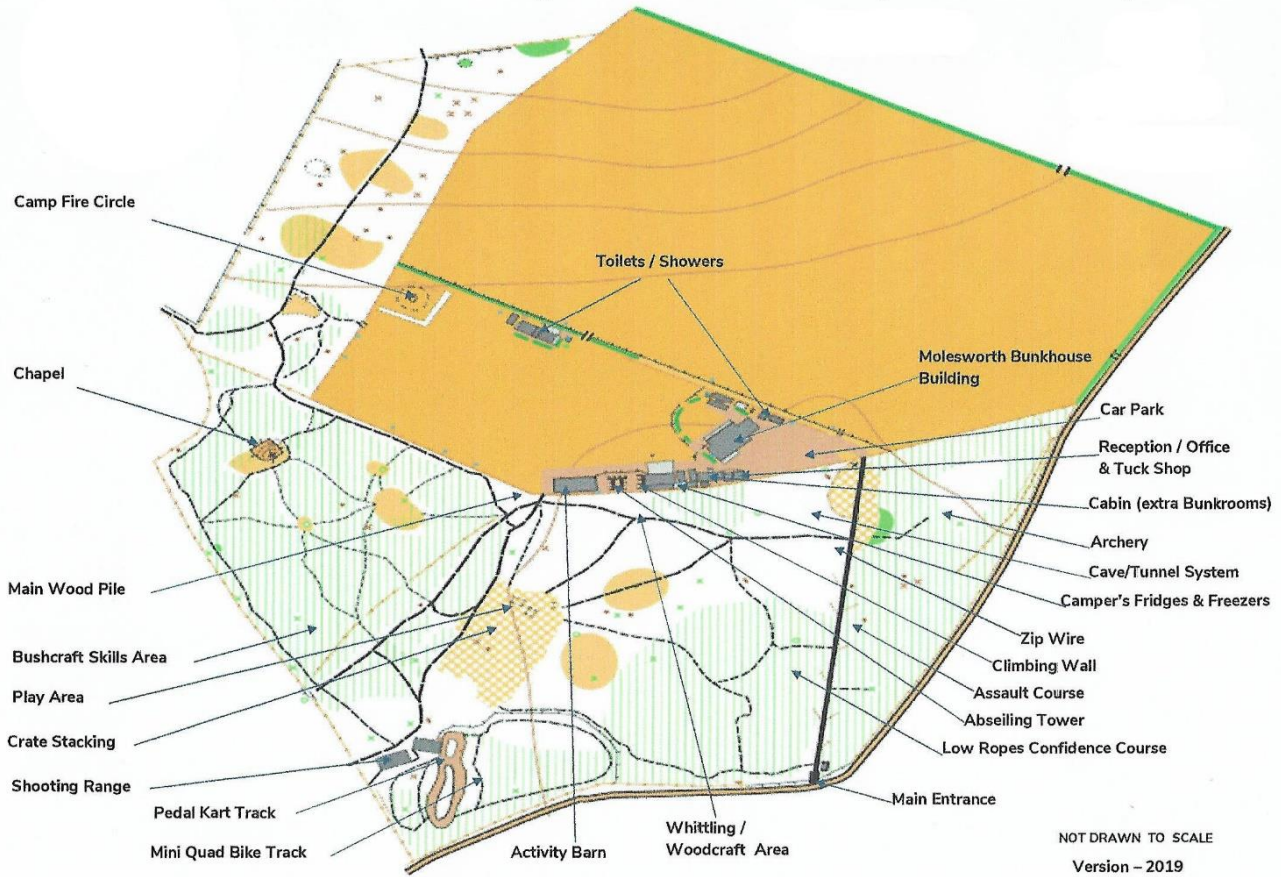 Camp Fire Circle
Toilets / Showers
Chapel
Molesworth Bunkhouse
Building
Car Park
Reception / Office
& Tuck Shop
Cabin (extra Bunkrooms)
Archery
Cave/Tunnel System
Camper's Fridges & Freezers
Zip Wire
Climbing Wall
Assault Course
Abseiling Tower
Low Ropes Confidence Course
Main Entrance
Main Wood Pile
Bushcraft Skills Area
Play Area
Crate Stacking
Shooting Range
Pedal Kart Track
Mini Quad Bike Track
Activity Barn
Whittling /
Woodcraft Area
NOT DRAWN TO SCALE
Version – 2019